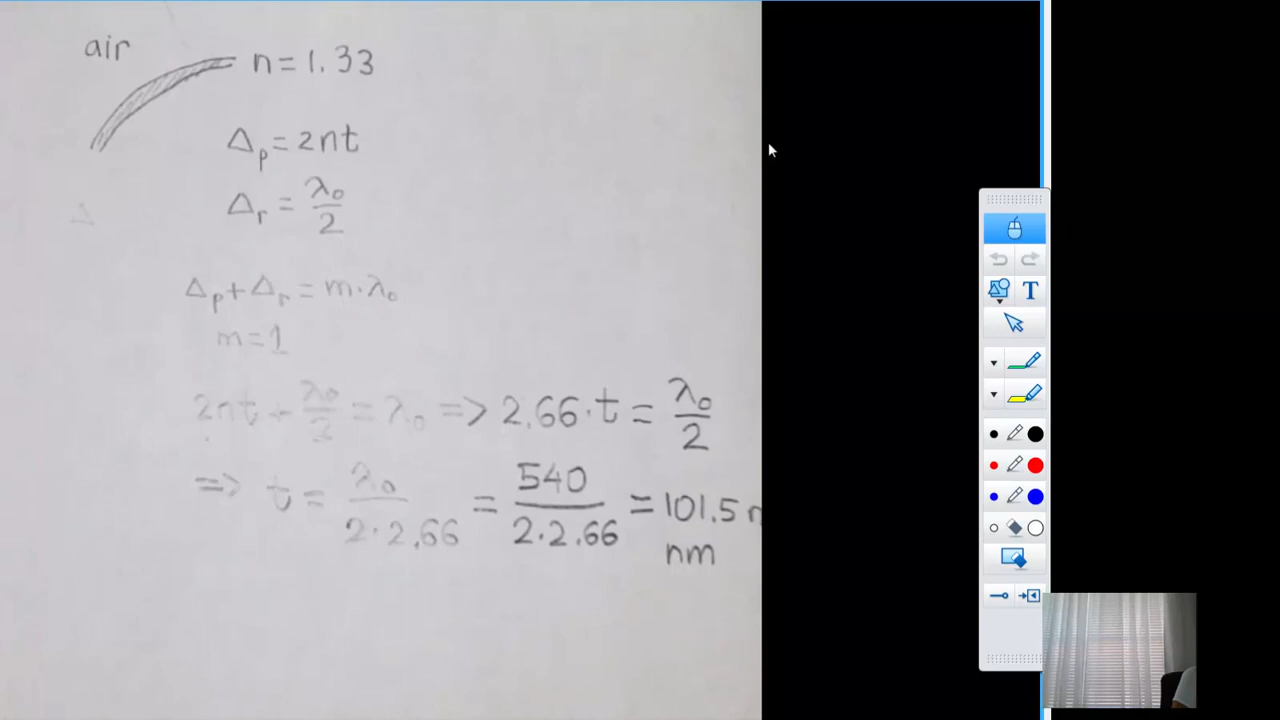 air
n = 1.33
Δp = 2nt
Δr = λ₀/2
Δ
Δp + Δr = m·λ₀
m = 1
2nt + λ₀/2 = λ₀ => 2.66·t = λ₀/2
=> t = λ₀/2·2.66 = 540/2·2.66 = 101.5 n
nm
T